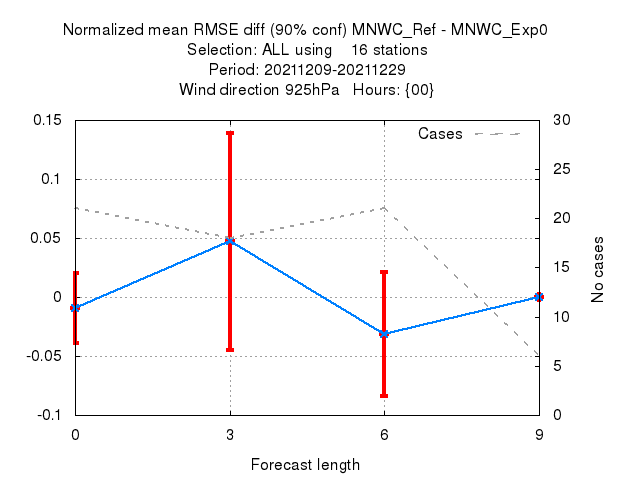 Normalized mean RMSE diff (90% conf) MNWC_Ref - MNWC_Exp0
Selection: ALL using    16 stations
Period: 20211209-20211229
Wind direction 925hPa   Hours: {00}
Cases
0.15
0.1
0.05
0
-0.05
-0.1
30
25
20
15
10
5
0
No cases
0 3 6 9
Forecast length